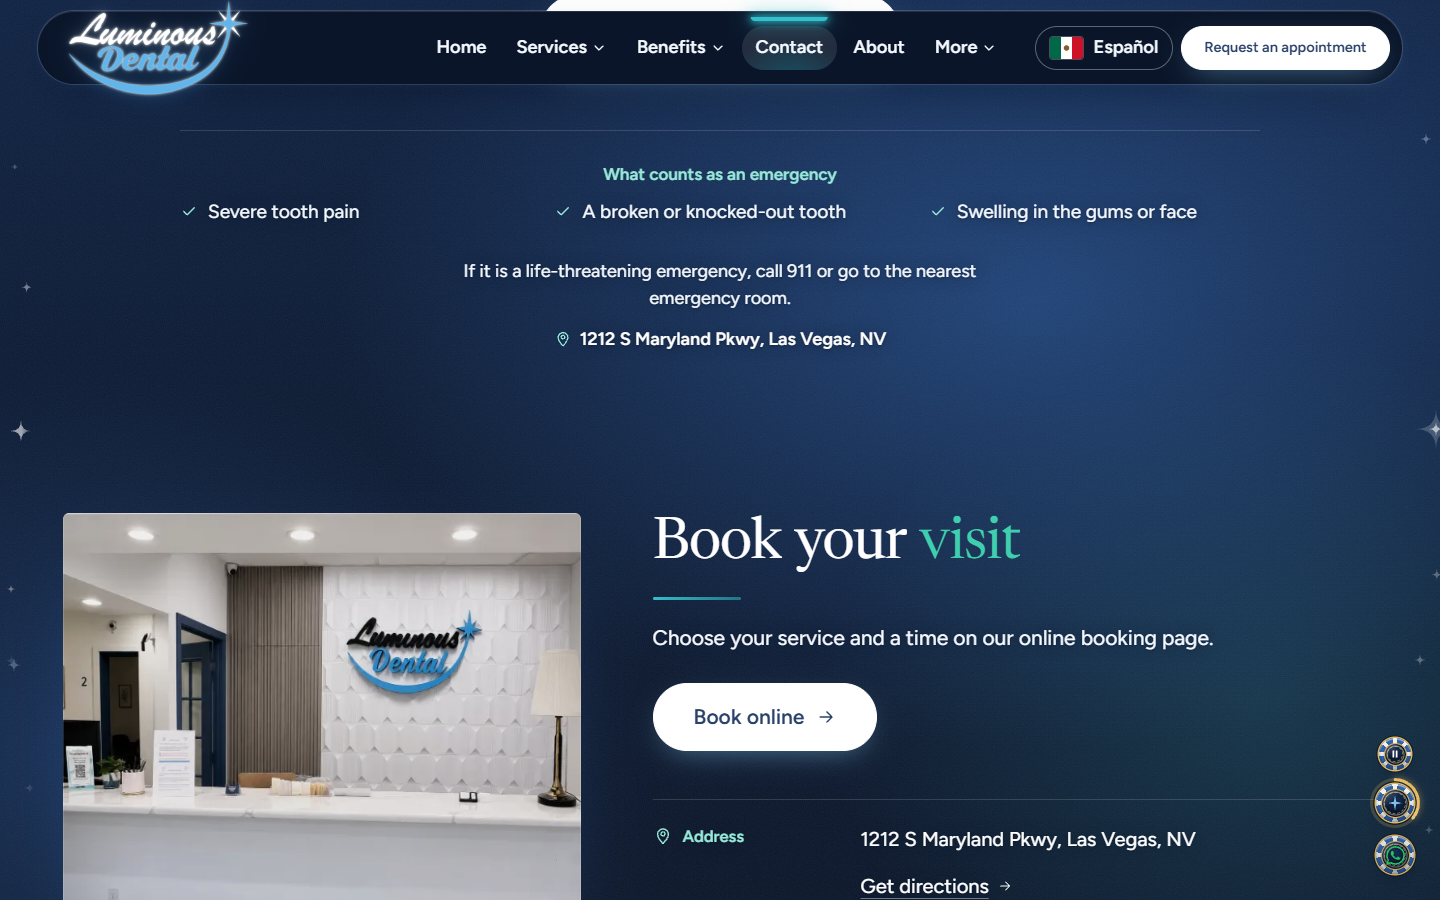 Luminous
Dental
Home
Services
Benefits
Contact
About
More
Español
Request an appointment
What counts as an emergency
Severe tooth pain
A broken or knocked-out tooth
Swelling in the gums or face
If it is a life-threatening emergency, call 911 or go to the nearest
emergency room.
1212 S Maryland Pkwy, Las Vegas, NV
Luminous
Dental
2
Book your visit
Choose your service and a time on our online booking page.
Book online
Address
1212 S Maryland Pkwy, Las Vegas, NV
Get directions